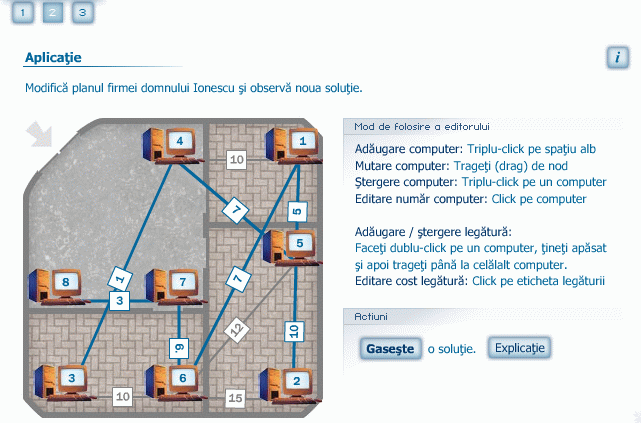 1 2 3
Aplicaţie
i
Modifică planul firmei domnului Ionescu şi observă noua soluţie.
Mod de folosire a editorului
Adăugare computer: Triplu-click pe spaţiu alb
Mutare computer: Trageţi (drag) de nod
Ştergere computer: Triplu-click pe un computer
Editare număr computer: Click pe computer
Adăugare / ştergere legătură:
Faceţi dublu-click pe un computer, ţineţi apăsat
şi apoi trageţi până la celălalt computer.
Editare cost legătură: Click pe eticheta legăturii
Actiuni
Gaseşte o soluţie. Explicaţie
4
10
1
7
5
5
1
7
8
3
7
12
10
6.
3
10
6
15
2